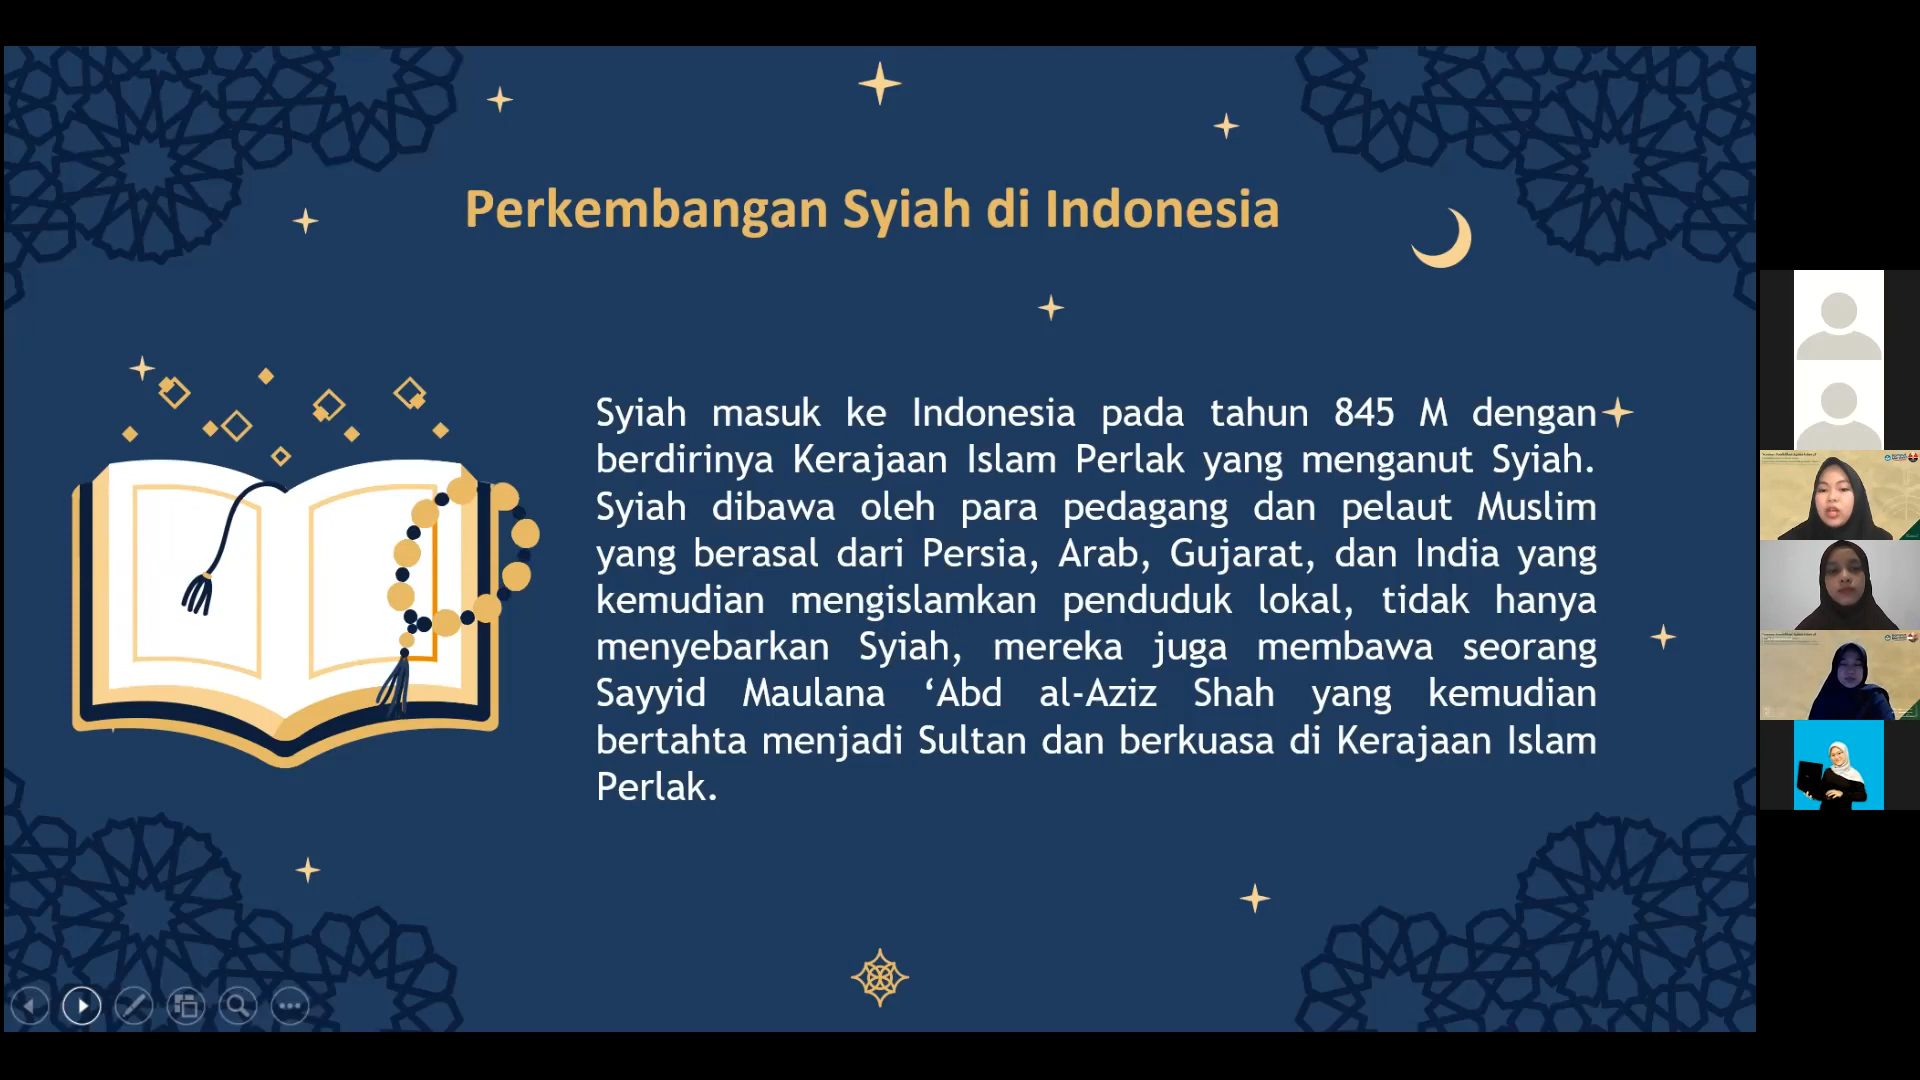 Perkembangan Syiah di Indonesia
Syiah masuk ke Indonesia pada tahun 845 M dengan
berdirinya Kerajaan Islam Perlak yang menganut Syiah.
Syiah dibawa oleh para pedagang dan pelaut Muslim
yang berasal dari Persia, Arab, Gujarat, dan India yang
kemudian mengislamkan penduduk lokal, tidak hanya
menyebarkan Syiah, mereka juga membawa seorang
Sayyid Maulana ‘Abd al-Aziz Shah yang kemudian
bertahta menjadi Sultan dan berkuasa di Kerajaan Islam
Perlak.